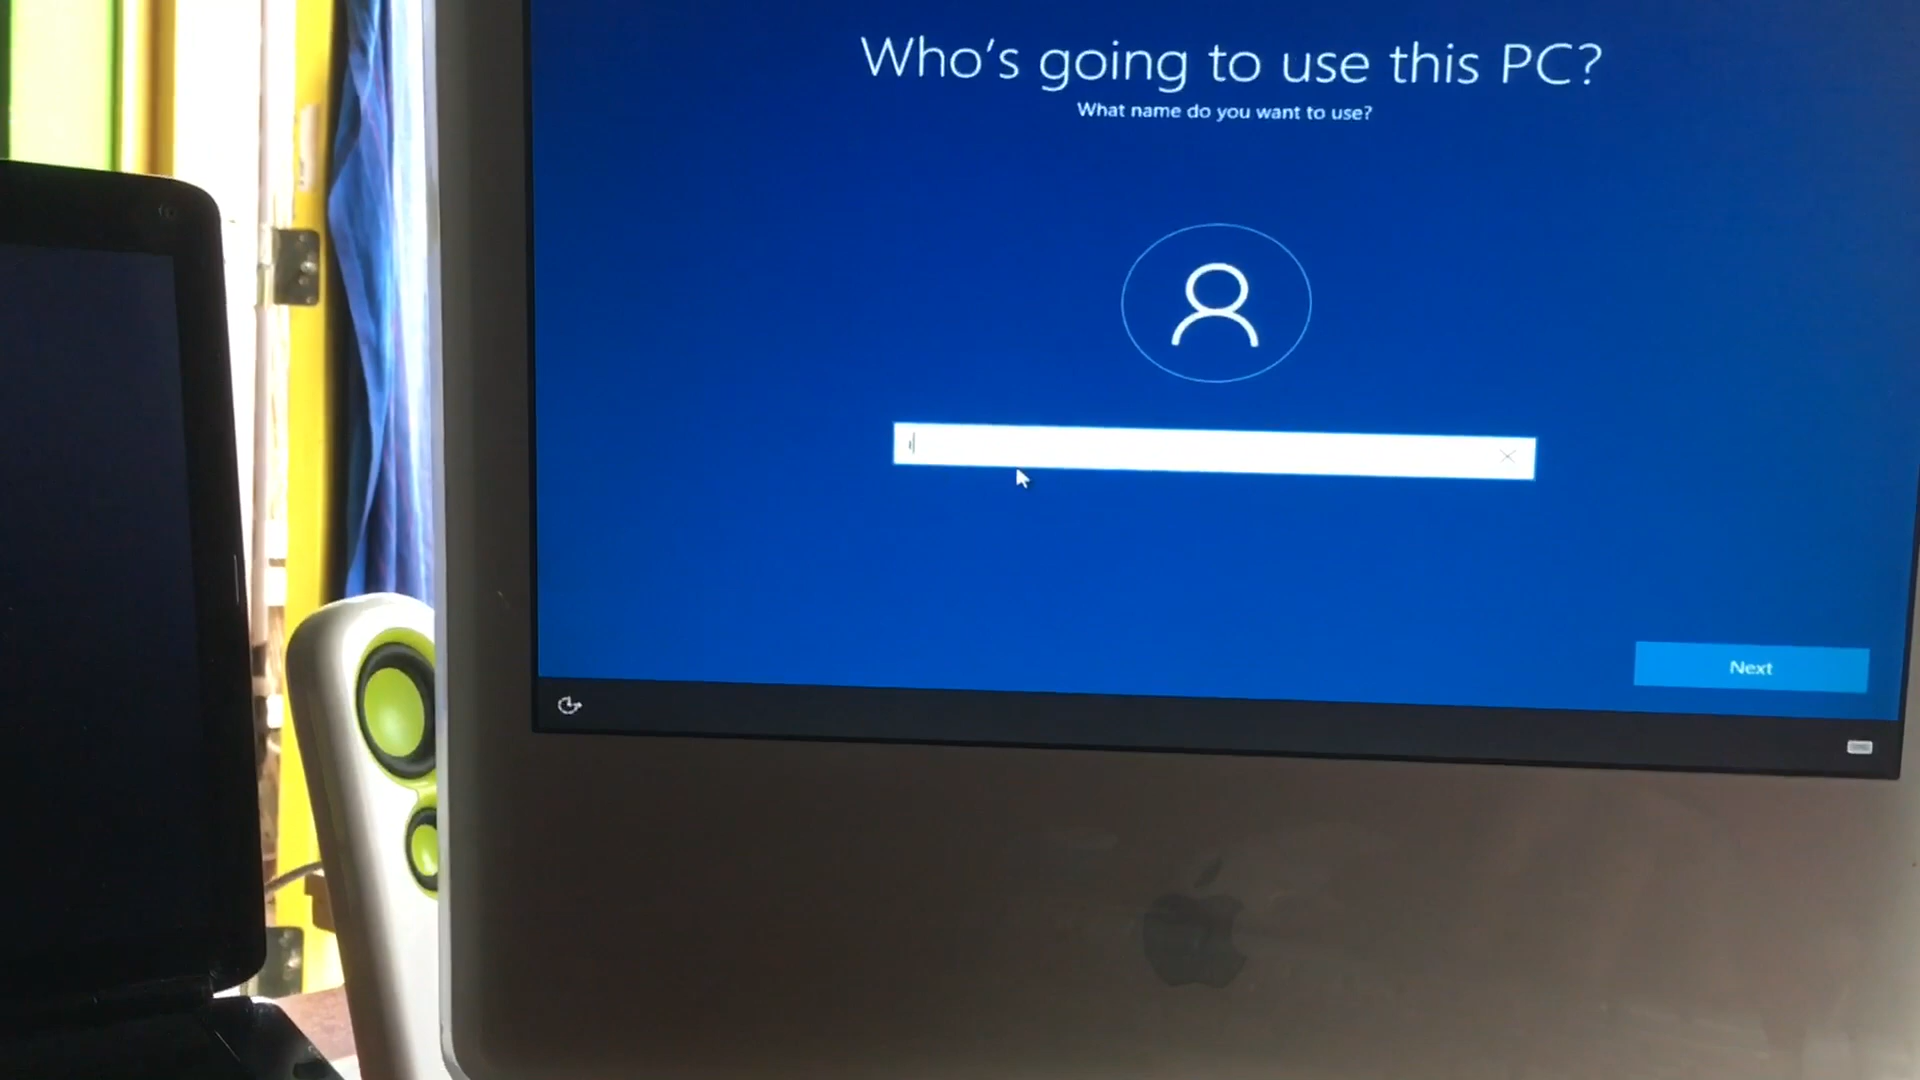 Who's going to use this PC?
What name do you want to use?
Next